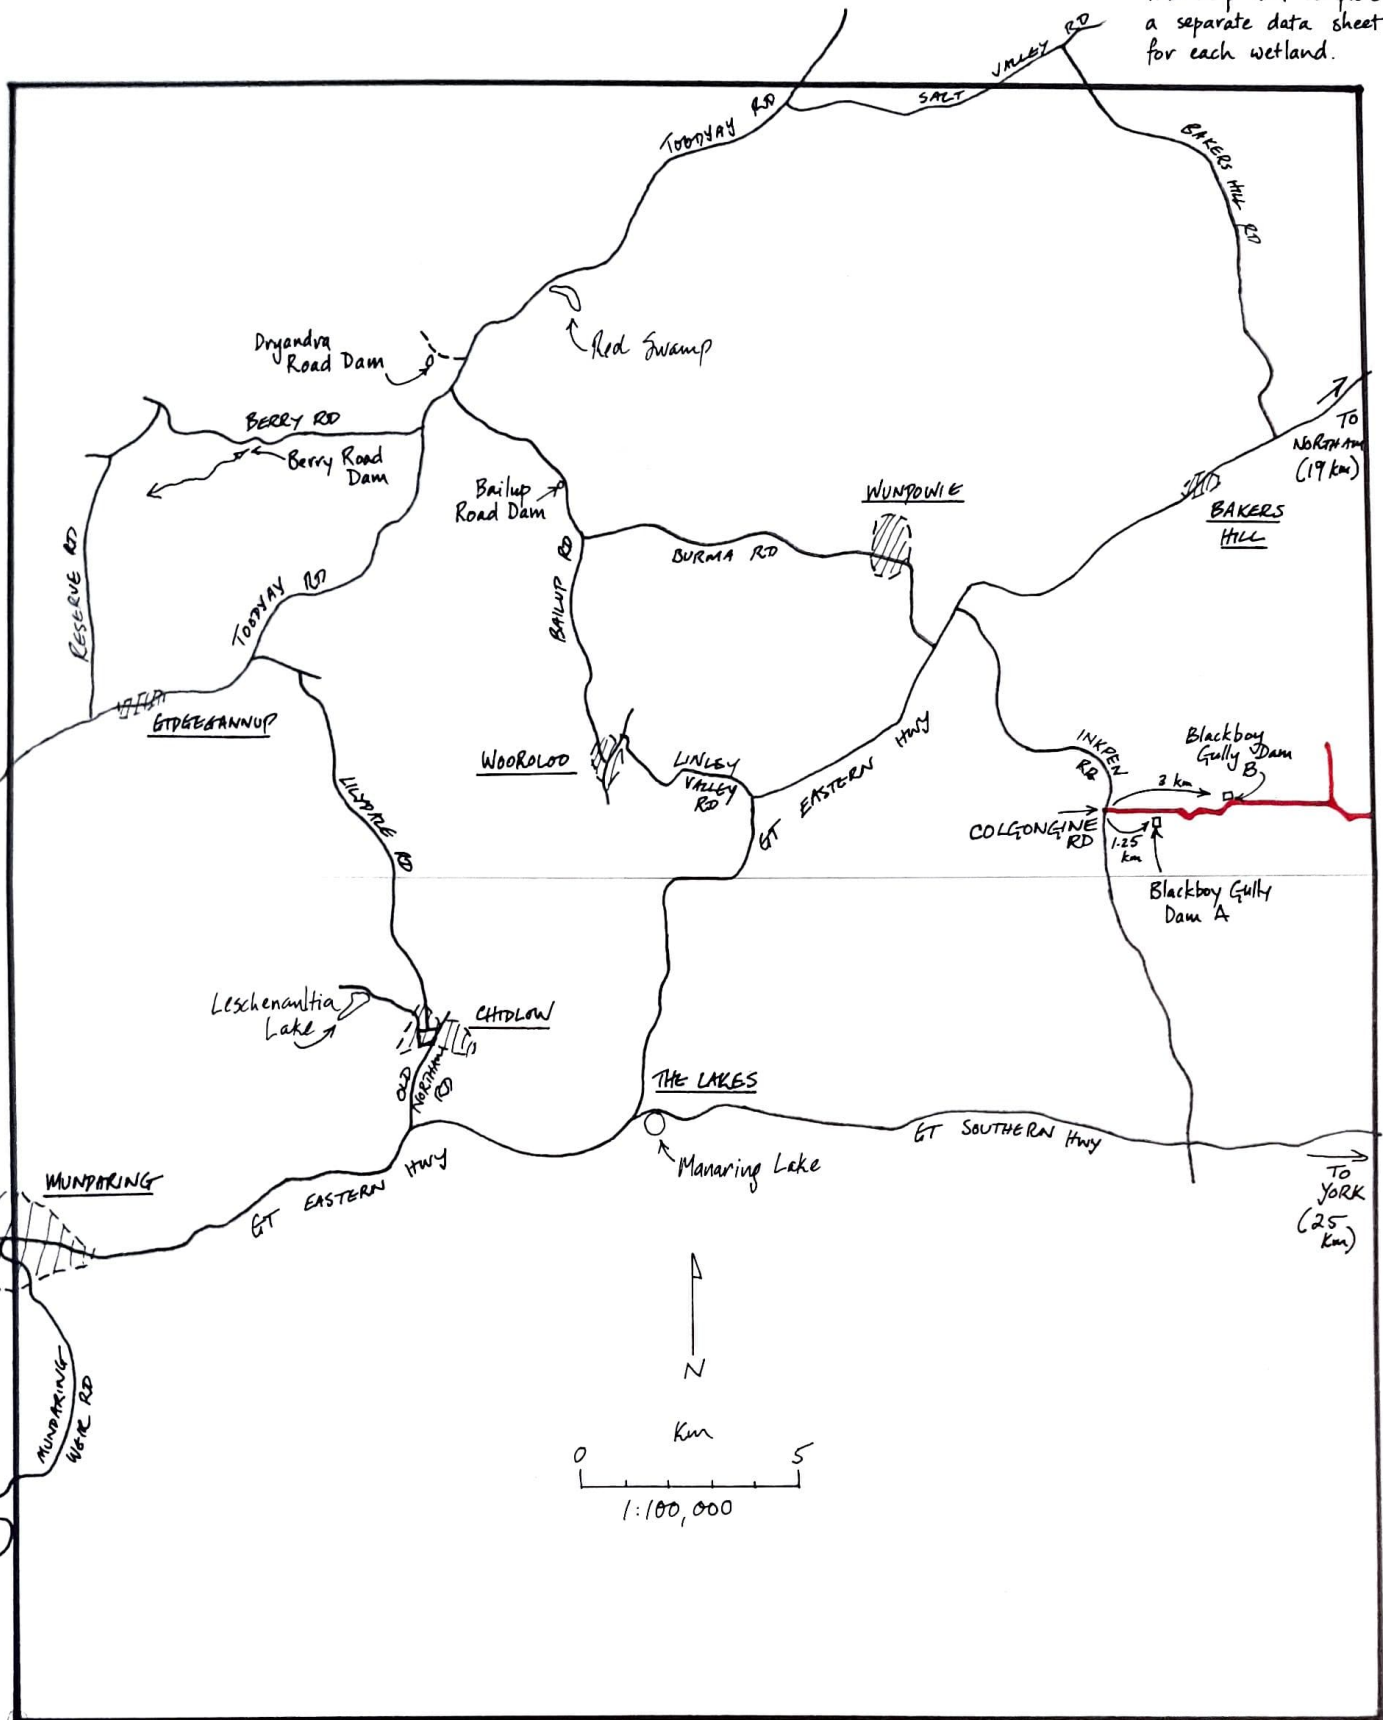 a separate data sheet
for each wetland.
VALLEY RD
SALT
TOODYAY RD
BAKERS HILL RD
Red Swamp
Dryandra
Road Dam
BERRY RD
Berry Road
Dam
TO
NORTHAM
(19 km)
Bailup
Road Dam
WUNDOWIE
BAKERS
HILL
BURMA RD
RESERVE RD
BAILUP RD
TOODYAY RD
GIDGEGANNUP
WOOROLOO
LINLEY
VALLEY
RD
GT EASTERN HWY
INKPEN
RD
Blackboy
Gully Dam
B
3 km
COLGONGINE
RD
1.25
km
Blackboy Gully
Dam A
LILYDALE RD
Leschenaultia
Lake
CHIDLOW
OLD
NORTHAM
RD
THE LAKES
GT SOUTHERN HWY
Manaring Lake
MUNDARING
GT EASTERN HWY
TO
YORK
(25
km)
N
MUNDARING
WEIR RD
Km
0 5
1:100,000